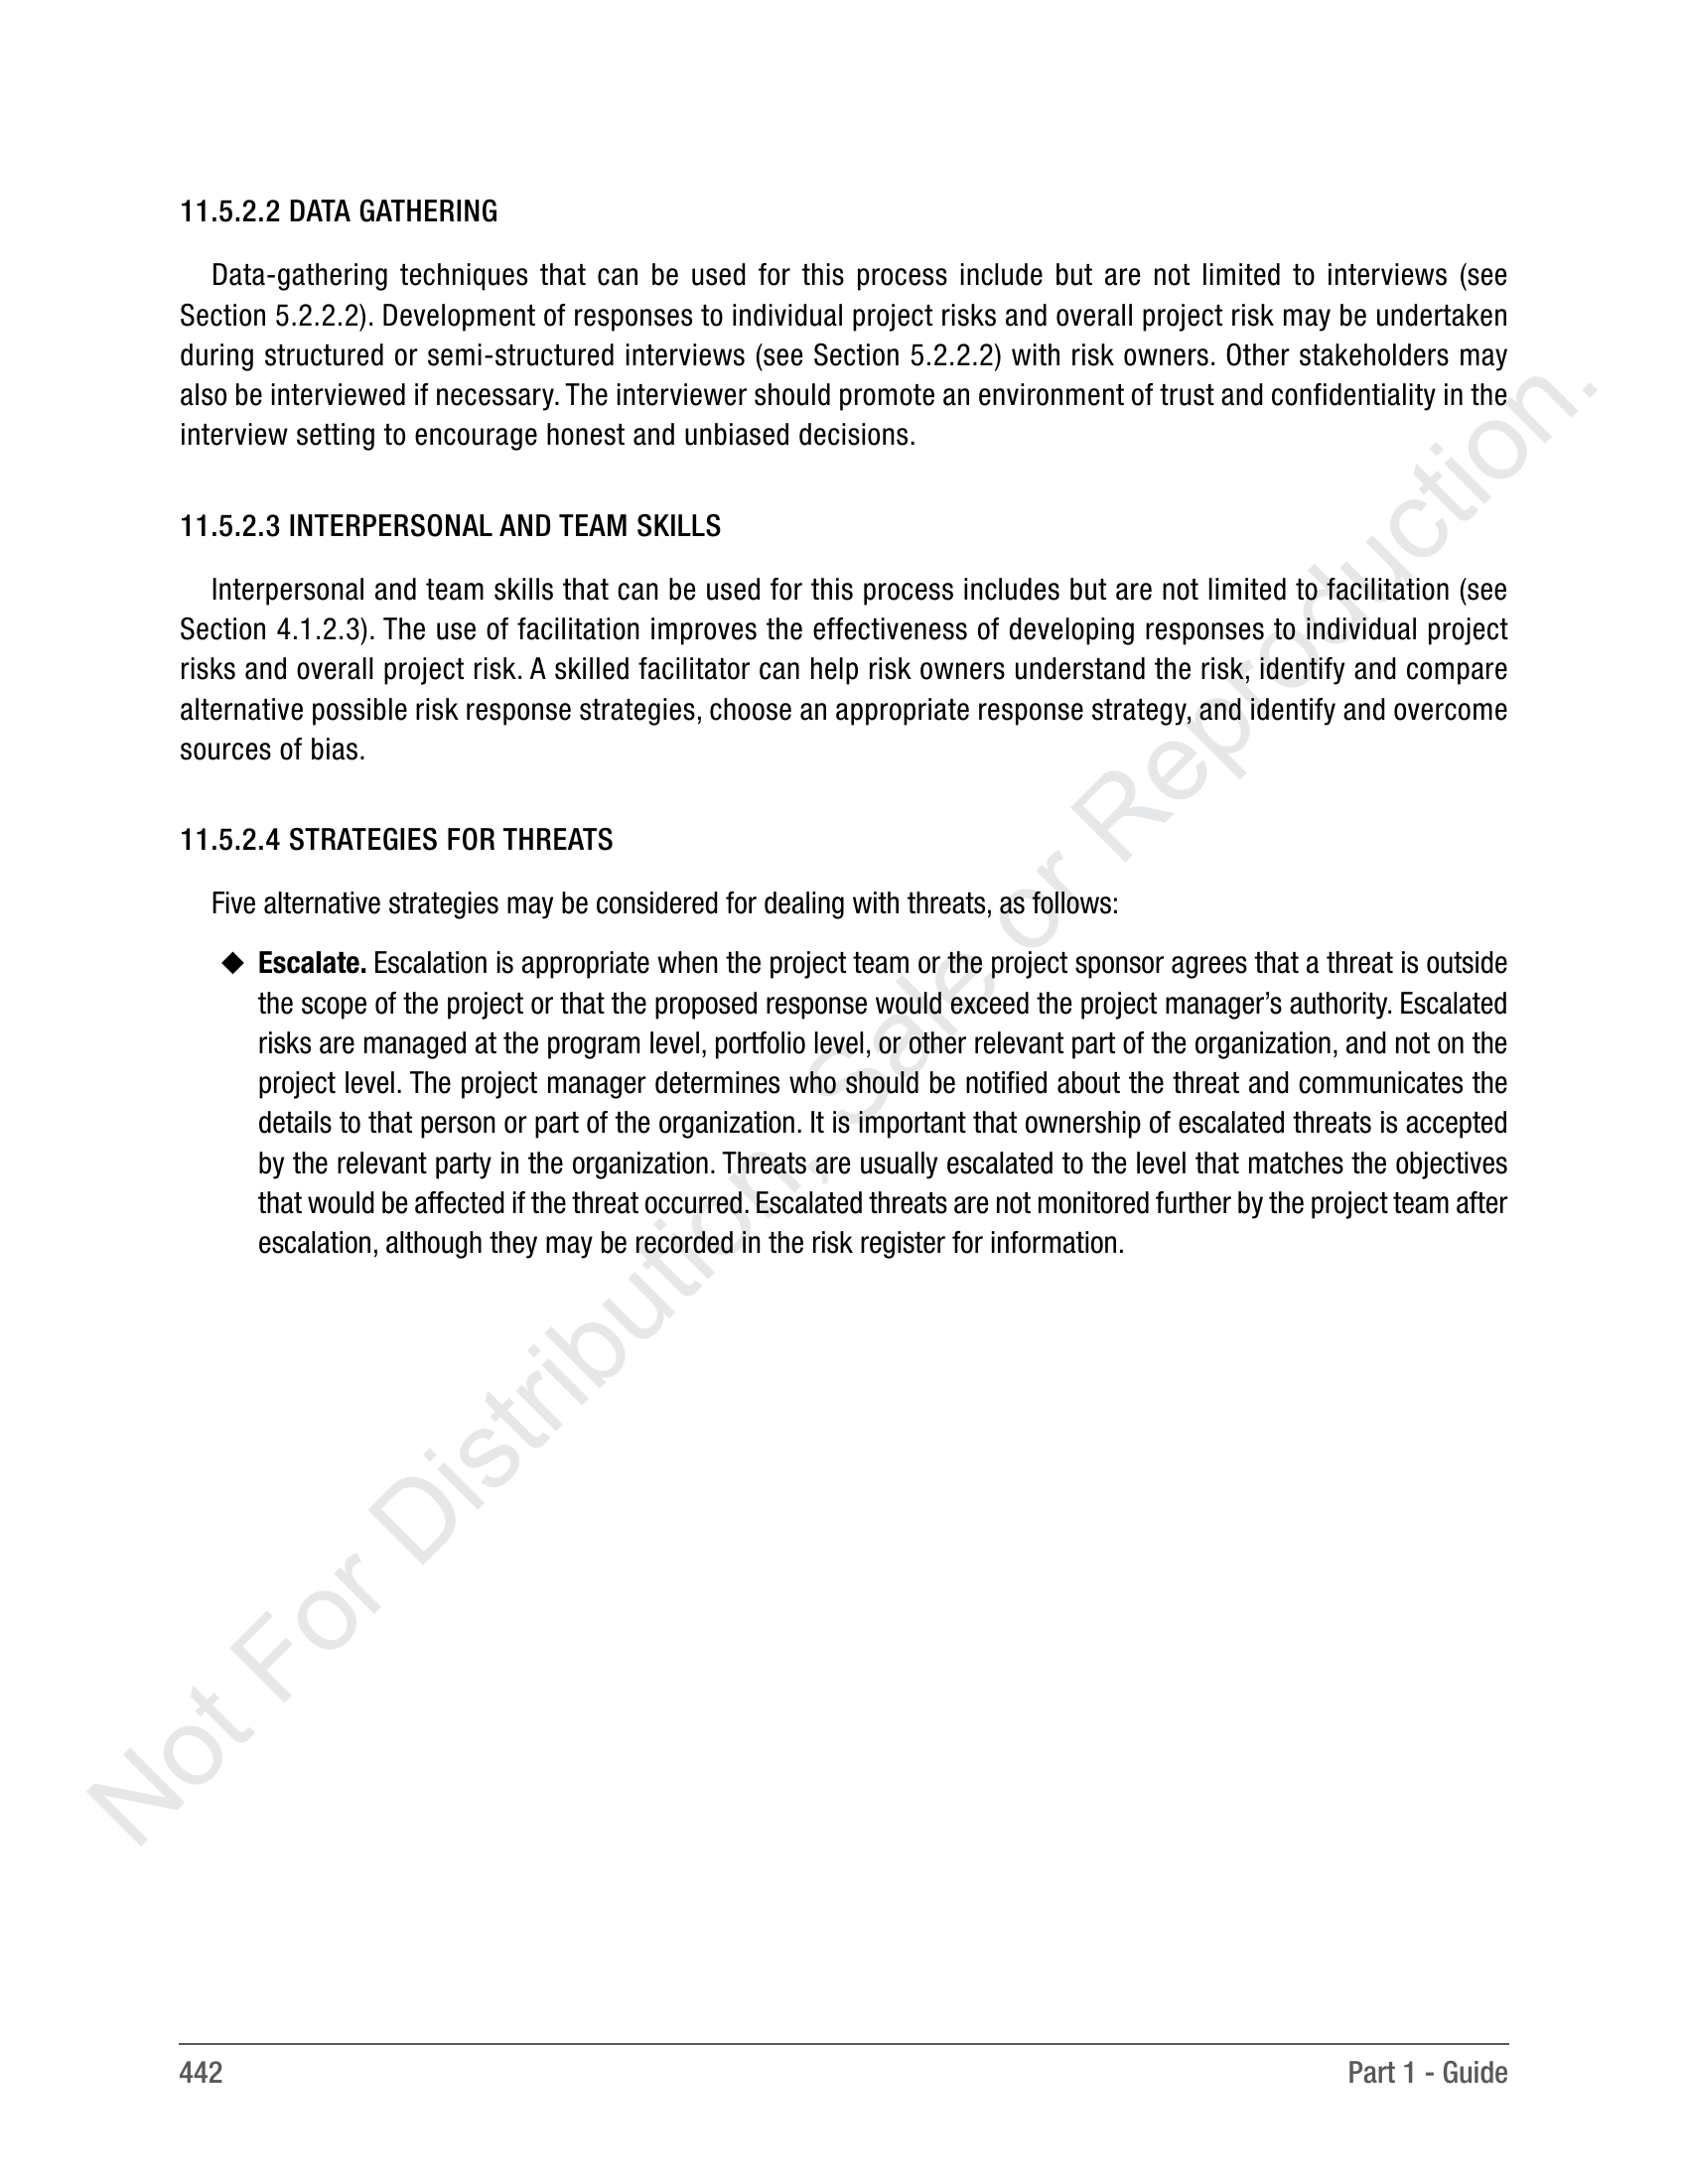 11.5.2.2 DATA GATHERING
Data-gathering techniques that can be used for this process include but are not limited to interviews (see
Section 5.2.2.2). Development of responses to individual project risks and overall project risk may be undertaken
during structured or semi-structured interviews (see Section 5.2.2.2) with risk owners. Other stakeholders may
also be interviewed if necessary. The interviewer should promote an environment of trust and confidentiality in the
interview setting to encourage honest and unbiased decisions.
11.5.2.3 INTERPERSONAL AND TEAM SKILLS
Interpersonal and team skills that can be used for this process includes but are not limited to facilitation (see
Section 4.1.2.3). The use of facilitation improves the effectiveness of developing responses to individual project
risks and overall project risk. A skilled facilitator can help risk owners understand the risk, identify and compare
alternative possible risk response strategies, choose an appropriate response strategy, and identify and overcome
sources of bias.
11.5.2.4 STRATEGIES FOR THREATS
Five alternative strategies may be considered for dealing with threats, as follows:
◆ Escalate. Escalation is appropriate when the project team or the project sponsor agrees that a threat is outside
the scope of the project or that the proposed response would exceed the project manager’s authority. Escalated
risks are managed at the program level, portfolio level, or other relevant part of the organization, and not on the
project level. The project manager determines who should be notified about the threat and communicates the
details to that person or part of the organization. It is important that ownership of escalated threats is accepted
by the relevant party in the organization. Threats are usually escalated to the level that matches the objectives
that would be affected if the threat occurred. Escalated threats are not monitored further by the project team after
escalation, although they may be recorded in the risk register for information.
Not For Distribution, Sale or Reproduction.
442
Part 1 - Guide